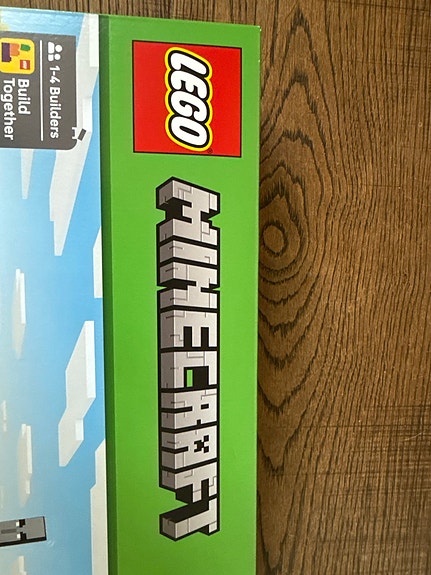 LEGO
MINECRAFT
1-4 Builders
Build
Together